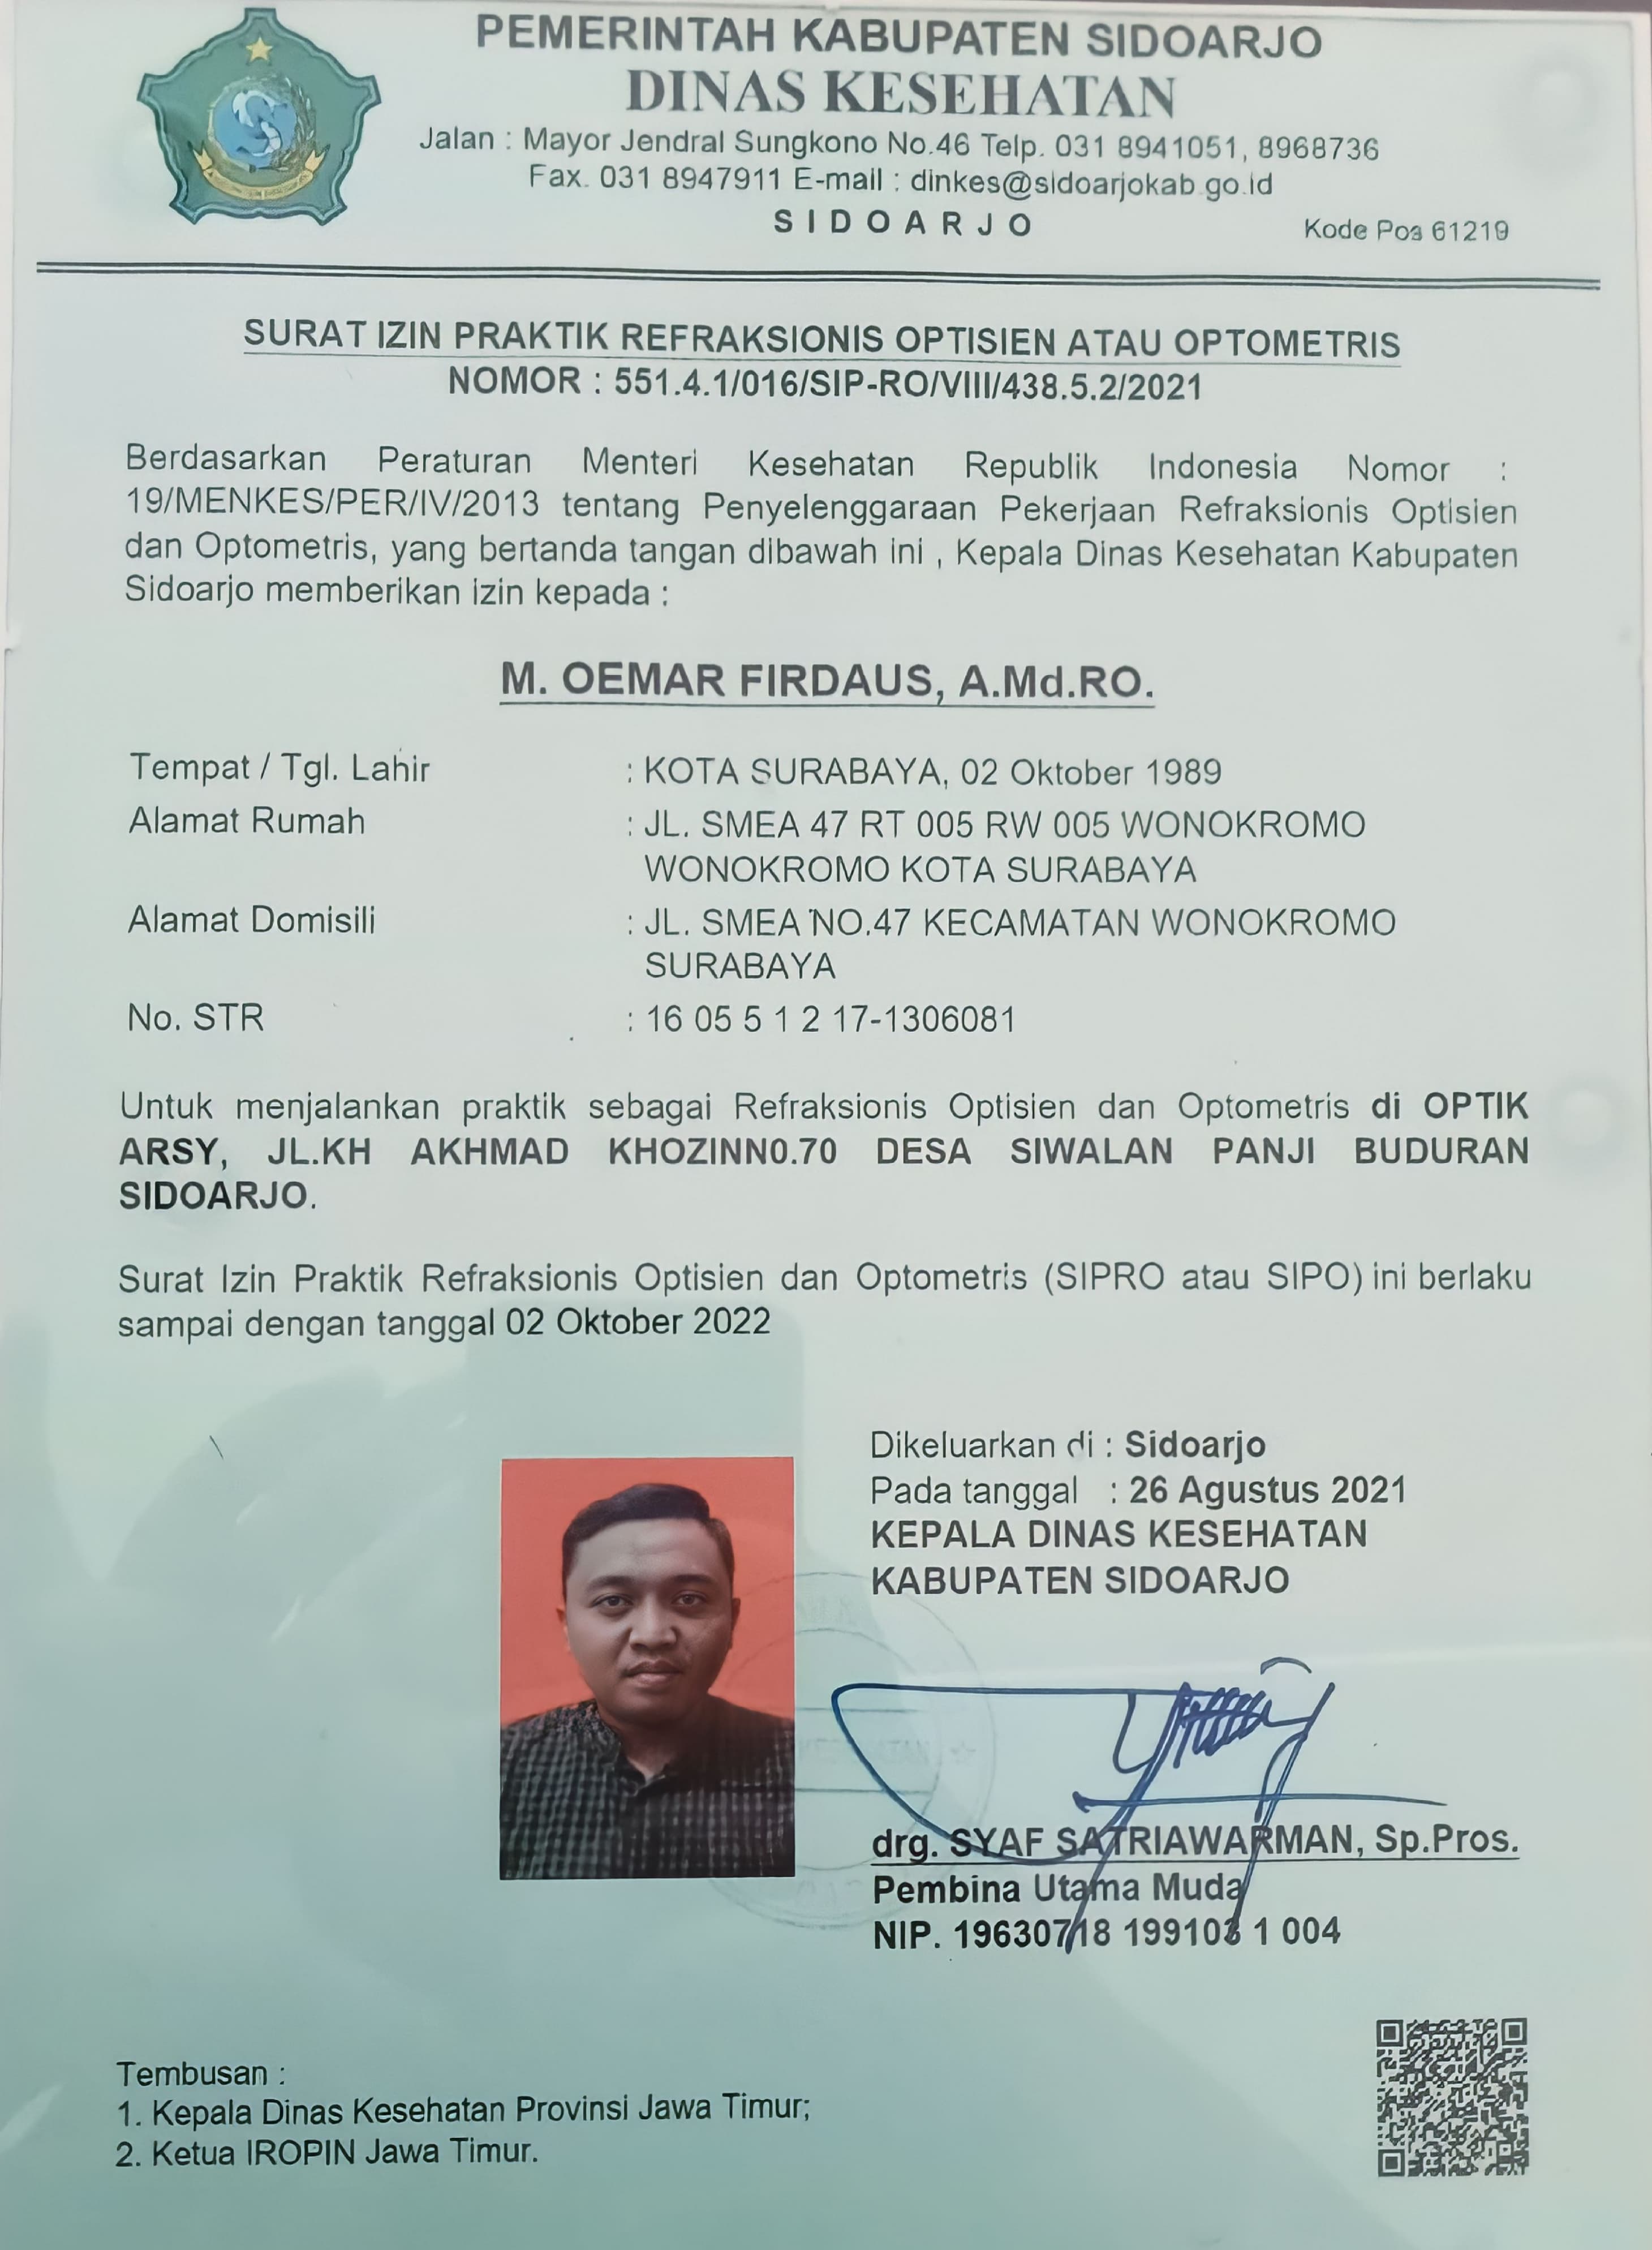 PEMERINTAH KABUPATEN SIDOARJO
DINAS KESEHATAN
Jalan : Mayor Jendral Sungkono No.46 Telp. 031 8941051, 8968736
Fax. 031 8947911 E-mail : dinkes@sidoarjokab.go.id
SIDOARJO
Kode Pos 61219
SURAT IZIN PRAKTIK REFRAKSIONIS OPTISIEN ATAU OPTOMETRIS
NOMOR : 551.4.1/016/SIP-RO/VIII/438.5.2/2021
Berdasarkan Peraturan Menteri Kesehatan Republik Indonesia Nomor :
19/MENKES/PER/IV/2013 tentang Penyelenggaraan Pekerjaan Refraksionis Optisien
dan Optometris, yang bertanda tangan dibawah ini , Kepala Dinas Kesehatan Kabupaten
Sidoarjo memberikan izin kepada :
M. OEMAR FIRDAUS, A.Md.RO.
Tempat / Tgl. Lahir : KOTA SURABAYA, 02 Oktober 1989
Alamat Rumah : JL. SMEA 47 RT 005 RW 005 WONOKROMO
WONOKROMO KOTA SURABAYA
Alamat Domisili : JL. SMEA NO.47 KECAMATAN WONOKROMO
SURABAYA
No. STR : 16 05 5 1 2 17-1306081
Untuk menjalankan praktik sebagai Refraksionis Optisien dan Optometris di OPTIK
ARSY, JL.KH AKHMAD KHOZINN0.70 DESA SIWALAN PANJI BUDURAN
SIDOARJO.
Surat Izin Praktik Refraksionis Optisien dan Optometris (SIPRO atau SIPO) ini berlaku
sampai dengan tanggal 02 Oktober 2022
Dikeluarkan di : Sidoarjo
Pada tanggal : 26 Agustus 2021
KEPALA DINAS KESEHATAN
KABUPATEN SIDOARJO
drg. SYAF SATRIAWARMAN, Sp.Pros.
Pembina Utama Muda
NIP. 19630718 199103 1 004
Tembusan :
1. Kepala Dinas Kesehatan Provinsi Jawa Timur;
2. Ketua IROPIN Jawa Timur.